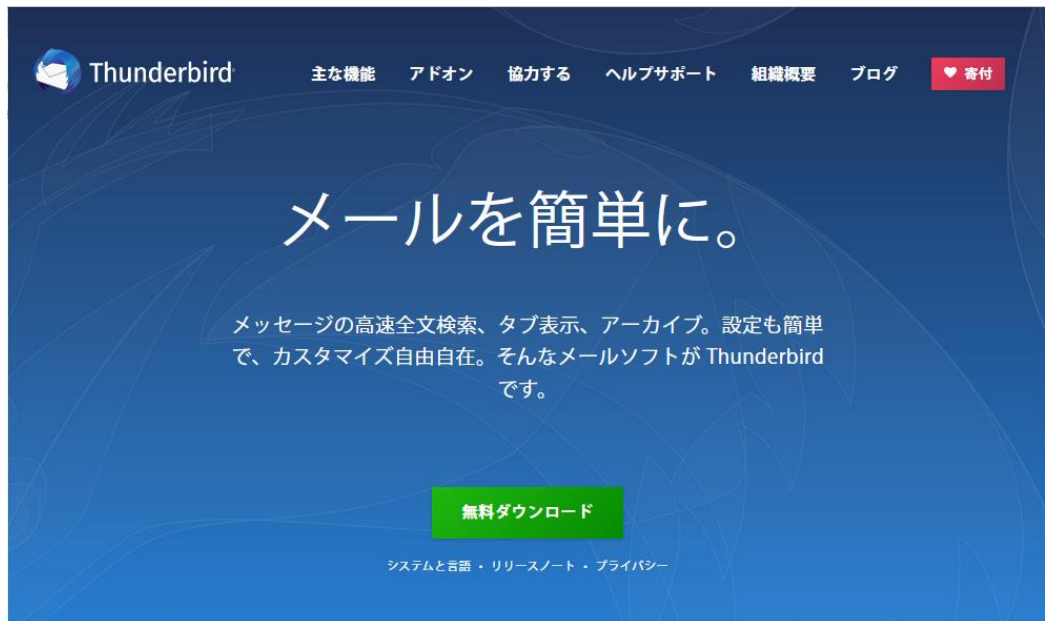 Thunderbird 主な機能 アドオン 協力する ヘルプサポート 組織概要 ブログ ♥ 寄付
メールを簡単に。
メッセージの高速全文検索、タブ表示、アーカイブ。設定も簡単
で、カスタマイズ自由自在。そんなメールソフトが Thunderbird
です。
無料ダウンロード
システムと言語 • リリースノート • プライバシー